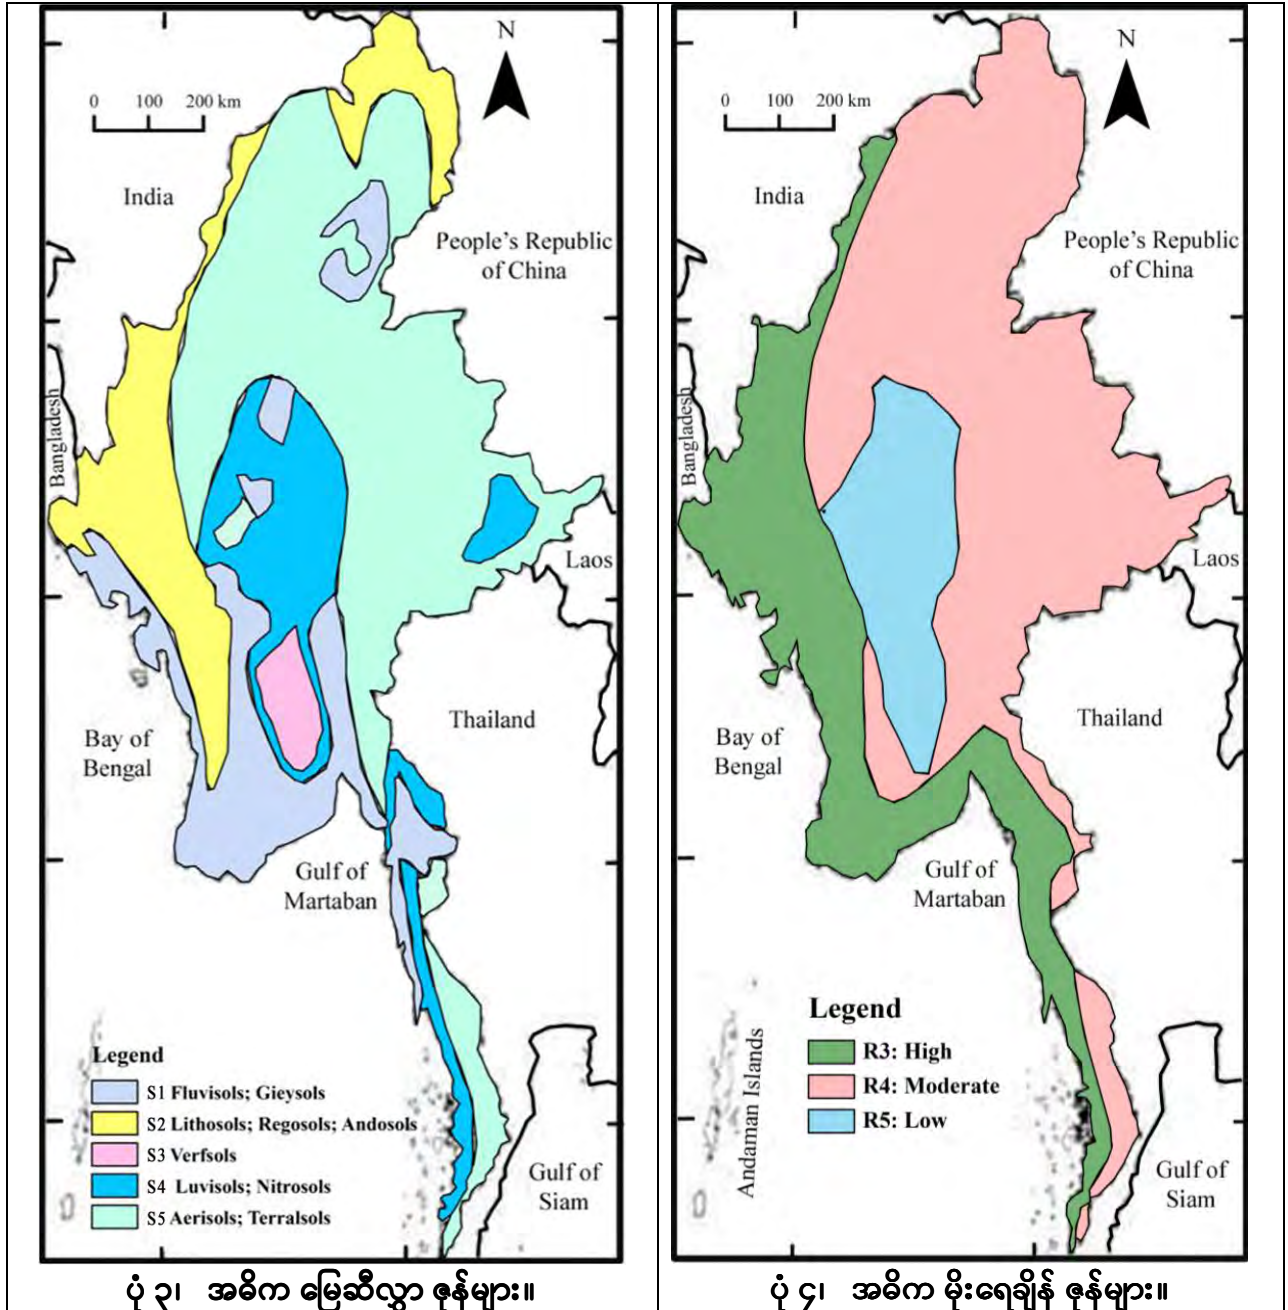 N
0 100 200 km
India
People's Republic
of China
Bangladesh
Laos
Thailand
Bay of
Bengal
Gulf of
Martaban
Legend
S1 Fluvisols; Gieysols
S2 Lithosols; Regosols; Andosols
S3 Verfsols
S4 Luvisols; Nitrosols
S5 Aerisols; Terralsols
Gulf of
Siam
ပုံ ၃၊ အဓိက မြေဆီလွှာ ဇုန်များ။
N
0 100 200 km
India
People's Republic
of China
Bangladesh
Laos
Thailand
Bay of
Bengal
Gulf of
Martaban
Legend
R3: High
R4: Moderate
R5: Low
Andaman Islands
Gulf of
Siam
ပုံ ၄၊ အဓိက မိုးရေချိန် ဇုန်များ။